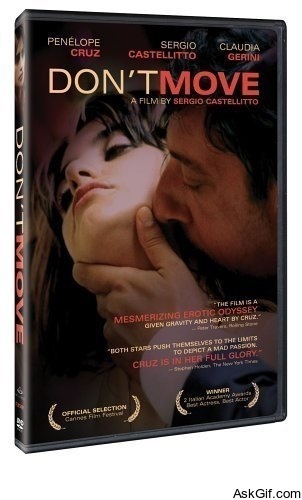 PENÉLOPE CRUZ
SERGIO CASTELLITTO
CLAUDIA GERINI
DON'T MOVE
A FILM BY SERGIO CASTELLITTO
DON'T MOVE
"THE FILM IS A
MESMERIZING EROTIC ODYSSEY
GIVEN GRAVITY AND HEART BY CRUZ."
– Peter Travers, Rolling Stone
"BOTH STARS PUSH THEMSELVES TO THE LIMITS
TO DEPICT A MAD PASSION.
CRUZ IS IN HER FULL GLORY."
– Stephen Holden, The New York Times
OFFICIAL SELECTION
Cannes Film Festival
WINNER
2 Italian Academy Awards
Best Actress, Best Actor
AskGif.com